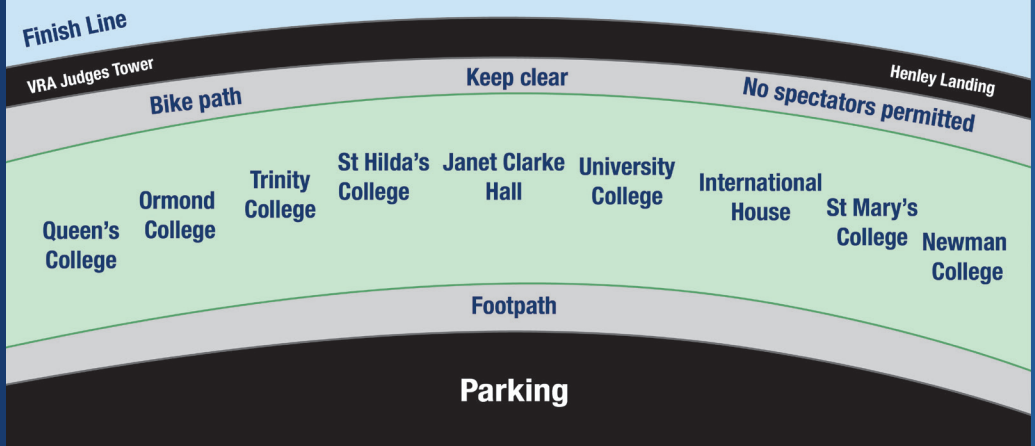 Finish Line
VRA Judges Tower
Henley Landing
Bike path
Keep clear
No spectators permitted
Queen's
College
Ormond
College
Trinity
College
St Hilda's
College
Janet Clarke
Hall
University
College
International
House
St Mary's
College
Newman
College
Footpath
Parking